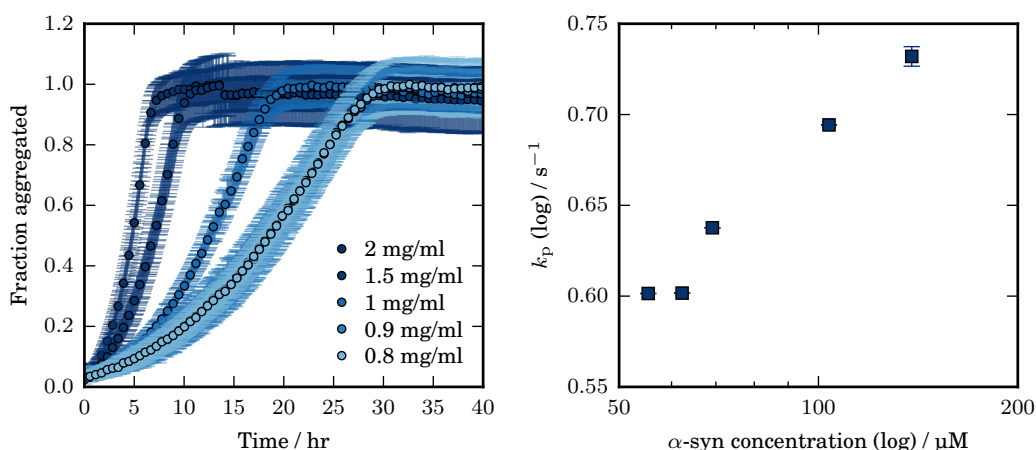 1.2
1.0
0.8
0.6
0.4
0.2
0.0
Fraction aggregated
0 5 10 15 20 25 30 35 40
Time / hr
2 mg/ml
1.5 mg/ml
1 mg/ml
0.9 mg/ml
0.8 mg/ml
0.75
0.70
0.65
0.60
0.55
kp (log) / s⁻¹
50 100 200
α-syn concentration (log) / μM